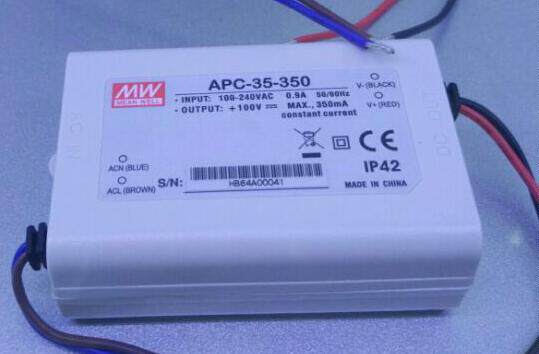 APC-35-350
MW
MEAN WELL
• INPUT: 100-240VAC 0.9A 50/60Hz
• OUTPUT: +100V ⎓ MAX., 350mA
constant current
V-(BLACK)
V+(RED)
CE
IP42
MADE IN CHINA
ACN (BLUE)
ACL (BROWN)
S/N:
HB64A00041
AC IN
DC OUT